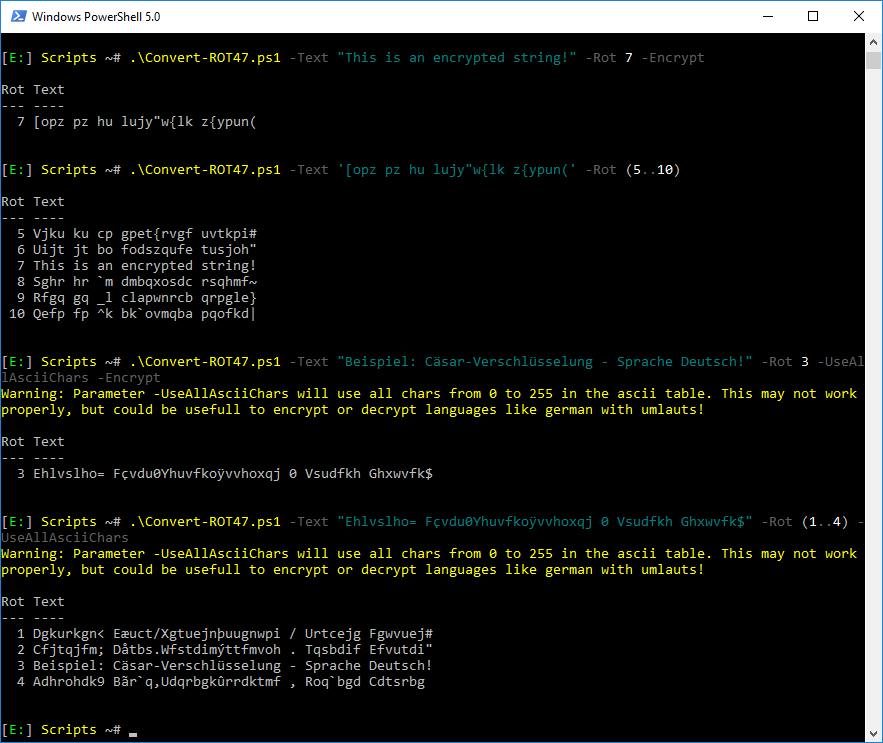 Windows PowerShell 5.0
[E:] Scripts ~# .\Convert-ROT47.ps1 -Text "This is an encrypted string!" -Rot 7 -Encrypt
Rot Text
--- ----
7 [opz pz hu lujy"w{lk z{ypun(
[E:] Scripts ~# .\Convert-ROT47.ps1 -Text '[opz pz hu lujy"w{lk z{ypun(' -Rot (5..10)
Rot Text
--- ----
5 Vjku ku cp gpet{rvgf uvtkpi#
6 Uijt jt bo fodszqufe tusjoh"
7 This is an encrypted string!
8 Sghr hr `m dmbqxosdc rsqhmf~
9 Rfgq gq _l clapwnrcb qrpgle}
10 Qefp fp ^k bk`ovmqba pqofkd|
[E:] Scripts ~# .\Convert-ROT47.ps1 -Text "Beispiel: Cäsar-Verschlüsselung - Sprache Deutsch!" -Rot 3 -UseAl
lAsciiChars -Encrypt
Warning: Parameter -UseAllAsciiChars will use all chars from 0 to 255 in the ascii table. This may not work
properly, but could be usefull to encrypt or decrypt languages like german with umlauts!
Rot Text
--- ----
3 Ehlvslho= Fçvdu0Yhuvfkoÿvvhoxqj 0 Vsudfkh Ghxwvfk$
[E:] Scripts ~# .\Convert-ROT47.ps1 -Text "Ehlvslho= Fçvdu0Yhuvfkoÿvvhoxqj 0 Vsudfkh Ghxwvfk$" -Rot (1..4) -
UseAllAsciiChars
Warning: Parameter -UseAllAsciiChars will use all chars from 0 to 255 in the ascii table. This may not work
properly, but could be usefull to encrypt or decrypt languages like german with umlauts!
Rot Text
--- ----
1 Dgkurkgn< Eæuct/Xgtuejnþuugnwpi / Urtcejg Fgwvuej#
2 Cfjtqjfm; Dåtbs.Wfstdimýttfmvoh . Tqsbdif Efvutdi"
3 Beispiel: Cäsar-Verschlüsselung - Sprache Deutsch!
4 Adhrohdk9 Bãr`q,Udqrbgkûrrdktmf , Roq`bgd Cdtsrbg
[E:] Scripts ~#